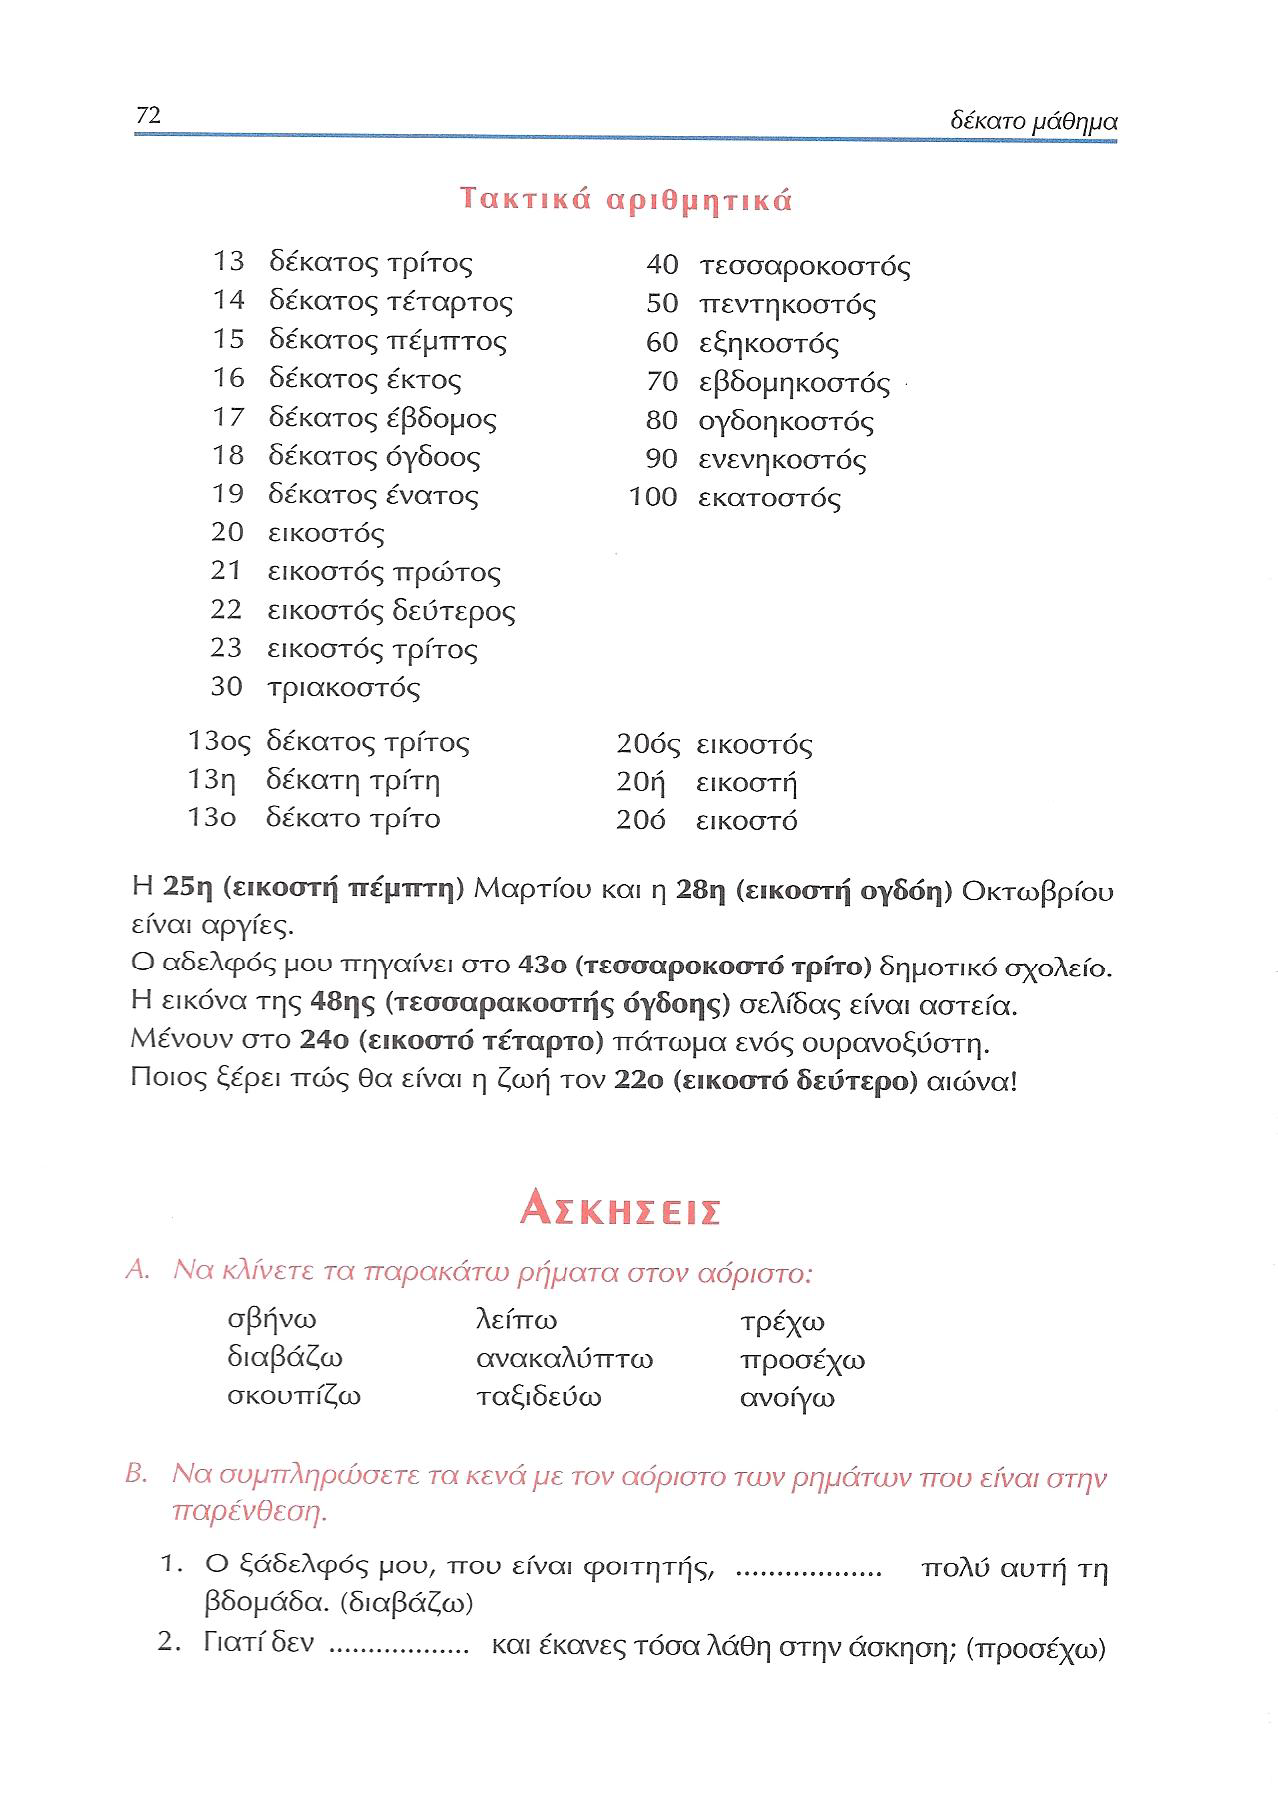 72
δέκατο μάθημα
Τακτικά αριθμητικά
13 δέκατος τρίτος
14 δέκατος τέταρτος
15 δέκατος πέμπτος
16 δέκατος έκτος
17 δέκατος έβδομος
18 δέκατος όγδοος
19 δέκατος ένατος
20 εικοστός
21 εικοστός πρώτος
22 εικοστός δεύτερος
23 εικοστός τρίτος
30 τριακοστός
40 τεσσαροκοστός
50 πεντηκοστός
60 εξηκοστός
70 εβδομηκοστός
80 ογδοηκοστός
90 ενενηκοστός
100 εκατοστός
13ος δέκατος τρίτος
13η δέκατη τρίτη
13ο δέκατο τρίτο
20ός εικοστός
20ή εικοστή
20ό εικοστό
Η 25η (εικοστή πέμπτη) Μαρτίου και η 28η (εικοστή ογδόη) Οκτωβρίου
είναι αργίες.
Ο αδελφός μου πηγαίνει στο 43ο (τεσσαροκοστό τρίτο) δημοτικό σχολείο.
Η εικόνα της 48ης (τεσσαρακοστής όγδοης) σελίδας είναι αστεία.
Μένουν στο 24ο (εικοστό τέταρτο) πάτωμα ενός ουρανοξύστη.
Ποιος ξέρει πώς θα είναι η ζωή τον 22ο (εικοστό δεύτερο) αιώνα!
ΑΣΚΗΣΕΙΣ
Α. Να κλίνετε τα παρακάτω ρήματα στον αόριστο:
σβήνω λείπω τρέχω
διαβάζω ανακαλύπτω προσέχω
σκουπίζω ταξιδεύω ανοίγω
Β. Να συμπληρώσετε τα κενά με τον αόριστο των ρημάτων που είναι στην
παρένθεση.
1. Ο ξάδελφός μου, που είναι φοιτητής, ................... πολύ αυτή τη
βδομάδα. (διαβάζω)
2. Γιατί δεν .................. και έκανες τόσα λάθη στην άσκηση; (προσέχω)